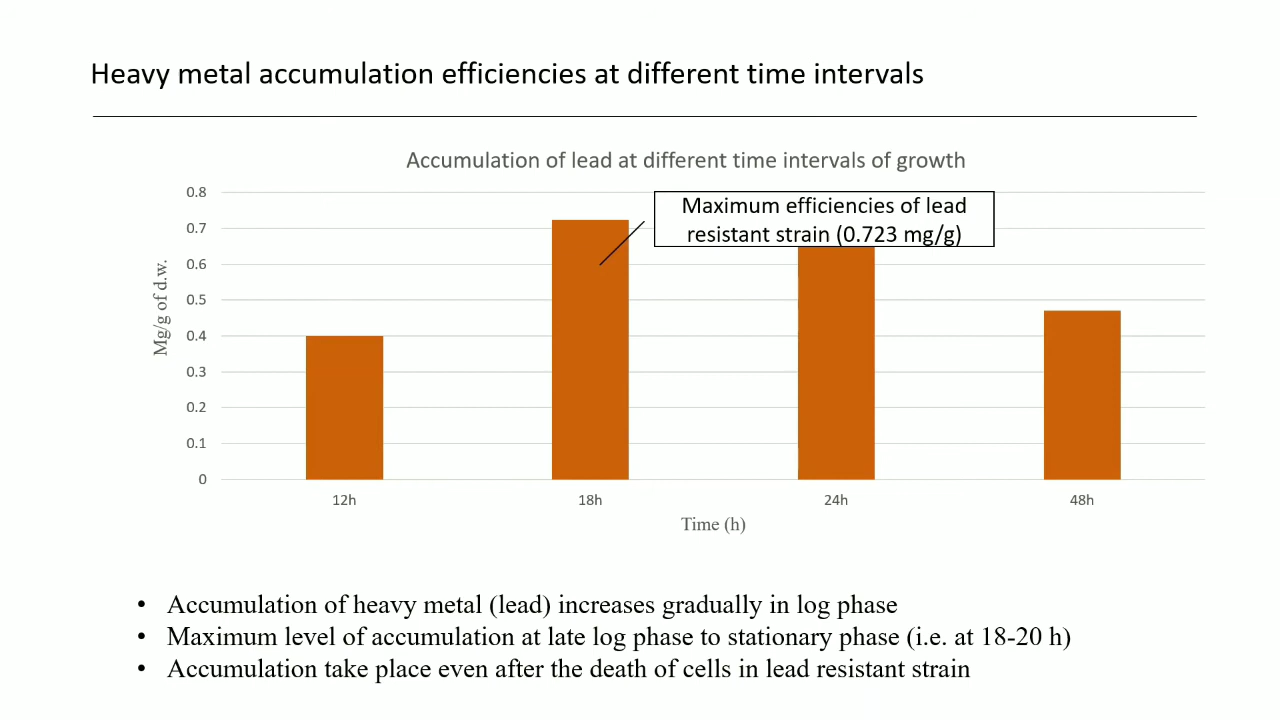 Heavy metal accumulation efficiencies at different time intervals
Accumulation of lead at different time intervals of growth
Maximum efficiencies of lead
resistant strain (0.723 mg/g)
Mg/g of d.w.
0.8
0.7
0.6
0.5
0.4
0.3
0.2
0.1
0
12h
18h
24h
48h
Time (h)
• Accumulation of heavy metal (lead) increases gradually in log phase
• Maximum level of accumulation at late log phase to stationary phase (i.e. at 18-20 h)
• Accumulation take place even after the death of cells in lead resistant strain